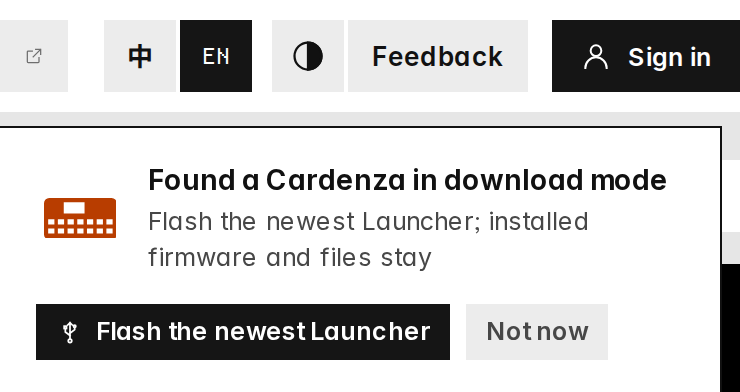 中
EN
Feedback
Sign in
Found a Cardenza in download mode
Flash the newest Launcher; installed
firmware and files stay
Flash the newest Launcher
Not now